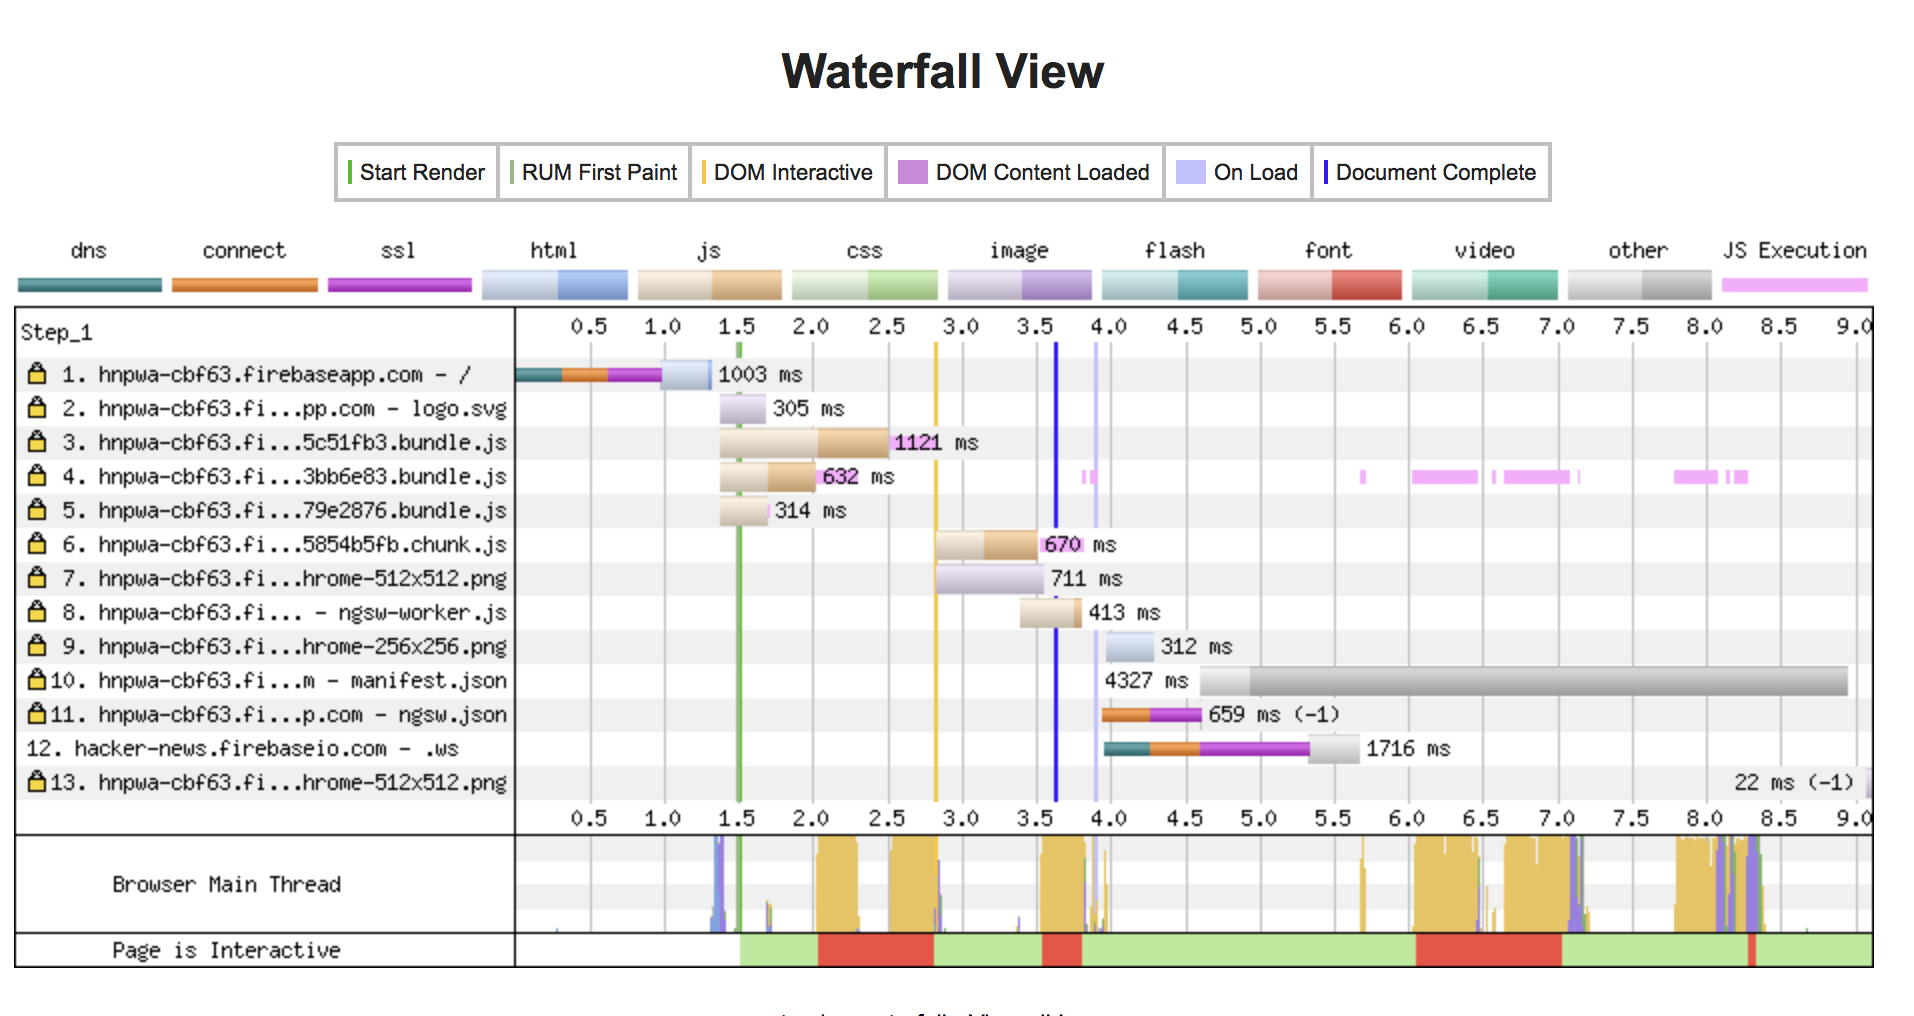 Waterfall View
Start Render RUM First Paint DOM Interactive DOM Content Loaded On Load Document Complete
dns connect ssl html js css image flash font video other JS Execution
Step_1 0.5 1.0 1.5 2.0 2.5 3.0 3.5 4.0 4.5 5.0 5.5 6.0 6.5 7.0 7.5 8.0 8.5 9.0
1. hnpwa-cbf63.firebaseapp.com - / 1003 ms
2. hnpwa-cbf63.fi...pp.com - logo.svg 305 ms
3. hnpwa-cbf63.fi...5c51fb3.bundle.js 1121 ms
4. hnpwa-cbf63.fi...3bb6e83.bundle.js 632 ms
5. hnpwa-cbf63.fi...79e2876.bundle.js 314 ms
6. hnpwa-cbf63.fi...5854b5fb.chunk.js 670 ms
7. hnpwa-cbf63.fi...hrome-512x512.png 711 ms
8. hnpwa-cbf63.fi... - ngsw-worker.js 413 ms
9. hnpwa-cbf63.fi...hrome-256x256.png 312 ms
10. hnpwa-cbf63.fi...m - manifest.json 4327 ms
11. hnpwa-cbf63.fi...p.com - ngsw.json 659 ms (-1)
12. hacker-news.firebaseio.com - .ws 1716 ms
13. hnpwa-cbf63.fi...hrome-512x512.png 22 ms (-1)
0.5 1.0 1.5 2.0 2.5 3.0 3.5 4.0 4.5 5.0 5.5 6.0 6.5 7.0 7.5 8.0 8.5 9.0
Browser Main Thread
Page is Interactive